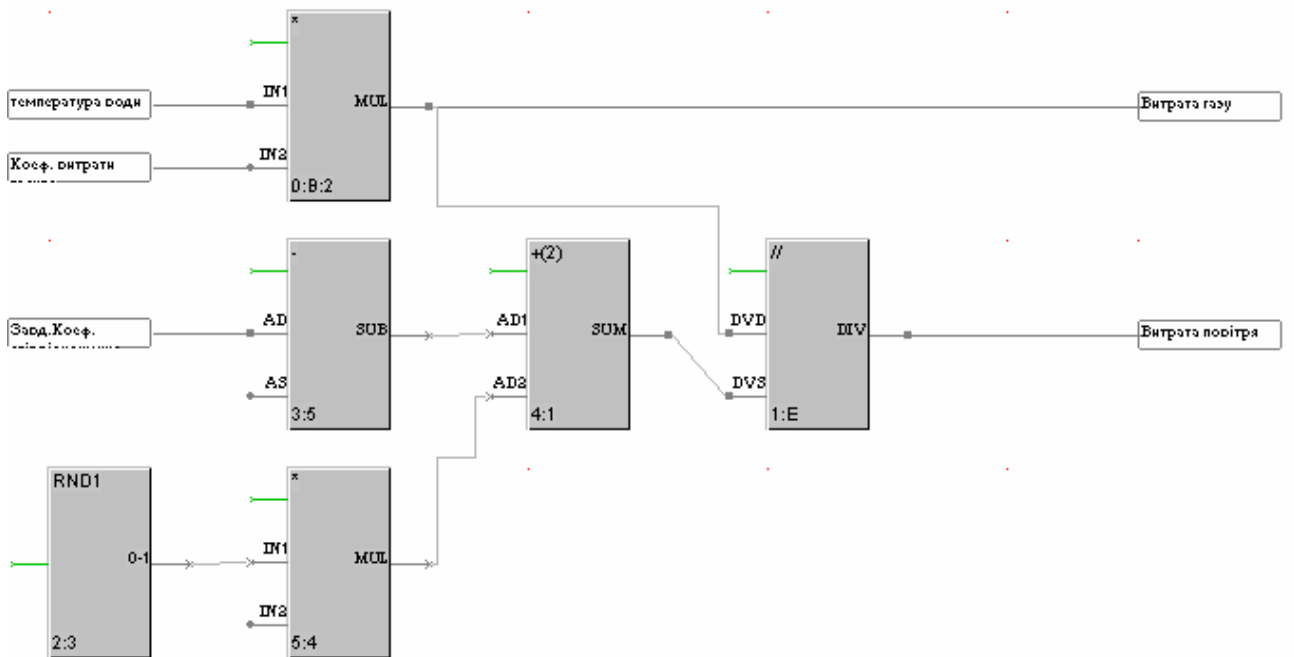 *
IN1
MUL
температура води
Витрата газу
IN2
Коеф. витрати
0:B:2
-
+(2)
//
Завд.Коеф.
AD
SUB
AD1
SUM
DVD
DIV
Витрата повітря
AS
AD2
DVS
3:5
4:1
1:E
RND1
*
0-1
IN1
MUL
IN2
2:3
5:4